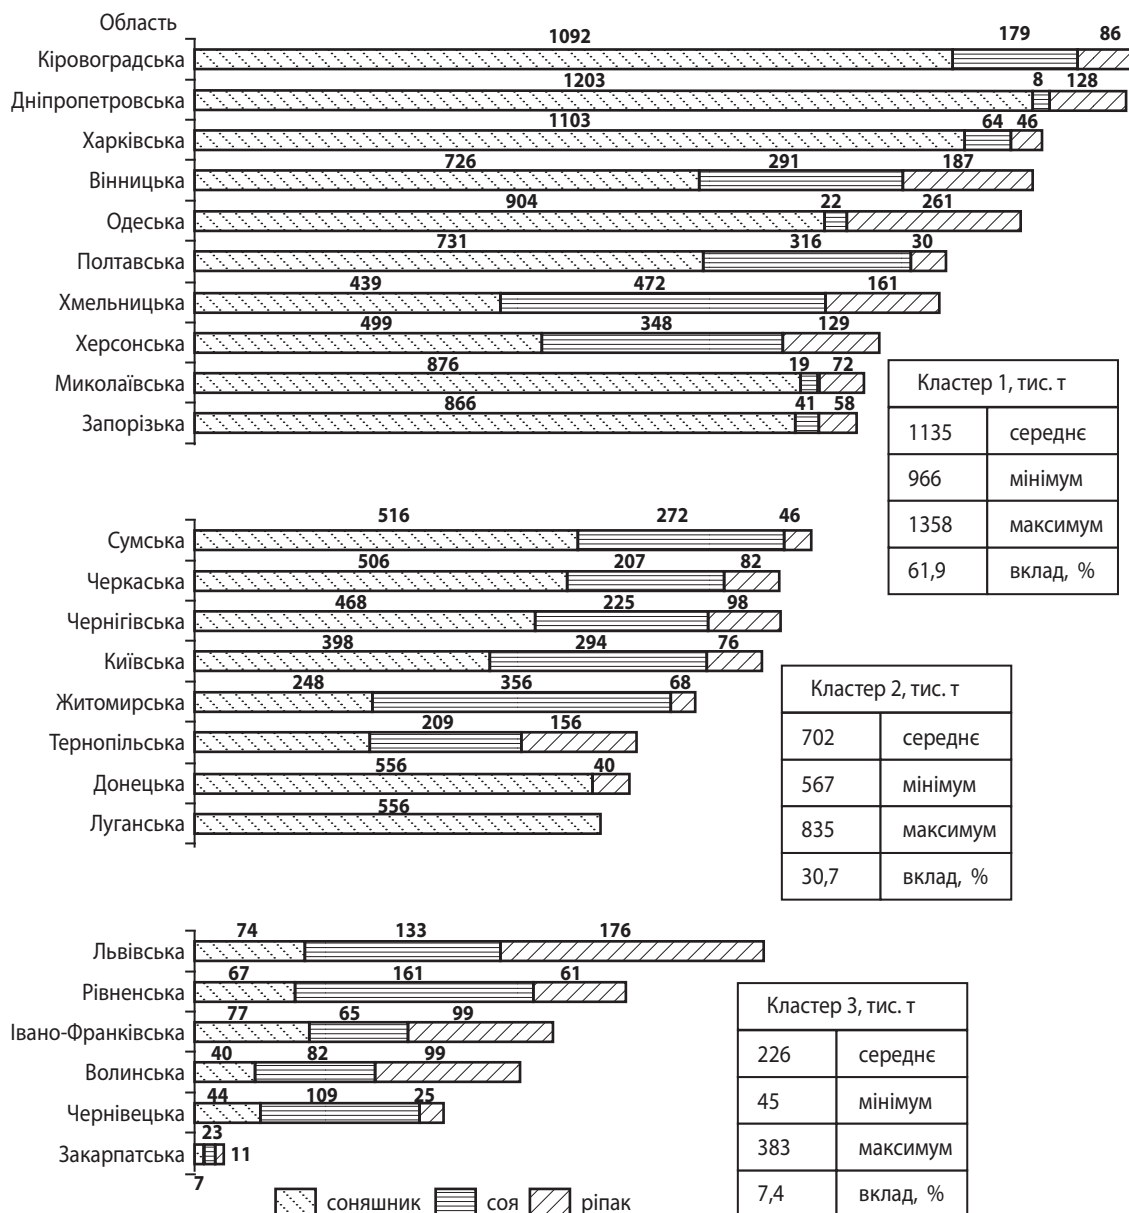 Область
1092 179 86
Кіровоградська
1203 8 128
Дніпропетровська
1103 64 46
Харківська
726 291 187
Вінницька
904 22 261
Одеська
731 316 30
Полтавська
439 472 161
Хмельницька
499 348 129
Херсонська
876 19 72
Миколаївська
866 41 58
Запорізька
Кластер 1, тис. т
1135 середнє
966 мінімум
1358 максимум
61,9 вклад, %
516 272 46
Сумська
506 207 82
Черкаська
468 225 98
Чернігівська
398 294 76
Київська
248 356 68
Житомирська
209 156
Тернопільська
556 40
Донецька
556
Луганська
Кластер 2, тис. т
702 середнє
567 мінімум
835 максимум
30,7 вклад, %
74 133 176
Львівська
67 161 61
Рівненська
77 65 99
Івано-Франківська
40 82 99
Волинська
44 109 25
Чернівецька
23
Закарпатська 11
7
Кластер 3, тис. т
226 середнє
45 мінімум
383 максимум
7,4 вклад, %
соняшник соя ріпак